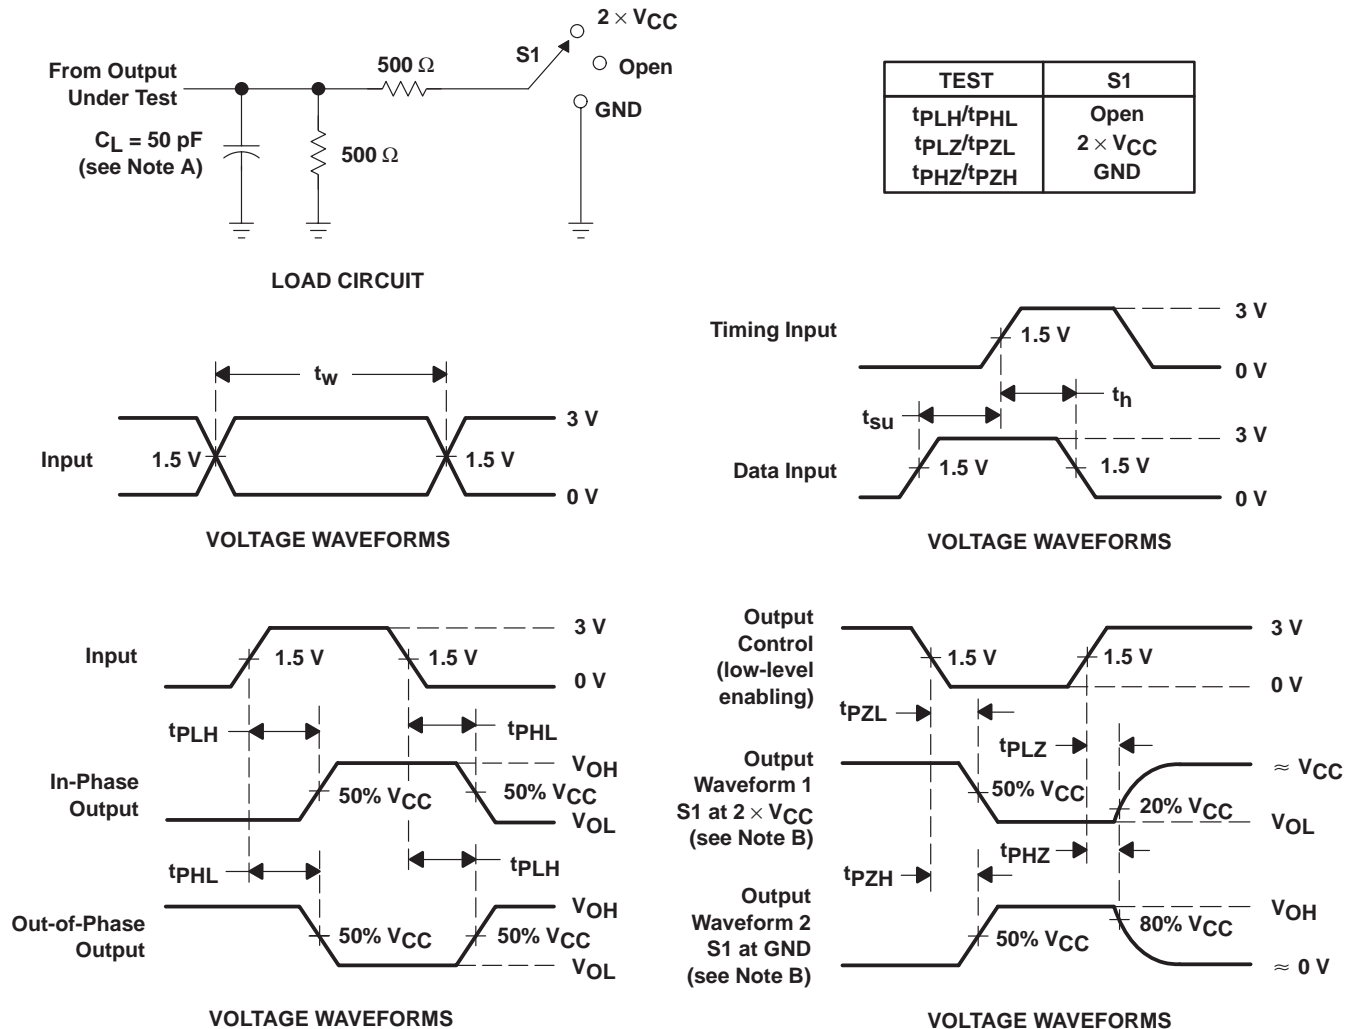 2 × VCC
S1
Open
GND
500 Ω
From Output
Under Test
CL = 50 pF
(see Note A)
500 Ω
LOAD CIRCUIT
TEST S1
tPLH/tPHL Open
tPLZ/tPZL 2 × VCC
tPHZ/tPZH GND
tw
3 V
Input 1.5 V 1.5 V
0 V
VOLTAGE WAVEFORMS
3 V
Timing Input 1.5 V
0 V
th
tsu
3 V
Data Input 1.5 V 1.5 V
0 V
VOLTAGE WAVEFORMS
3 V
Input 1.5 V 1.5 V
0 V
tPLH tPHL
VOH
In-Phase
Output
50% VCC 50% VCC
VOL
tPHL tPLH
VOH
Out-of-Phase
Output
50% VCC 50% VCC
VOL
VOLTAGE WAVEFORMS
Output
Control
(low-level
enabling)
3 V
1.5 V 1.5 V
0 V
tPZL
tPLZ
Output
Waveform 1
S1 at 2 × VCC
(see Note B)
≈ VCC
50% VCC 20% VCC
VOL
tPHZ
tPZH
Output
Waveform 2
S1 at GND
(see Note B)
VOH
50% VCC 80% VCC
≈ 0 V
VOLTAGE WAVEFORMS